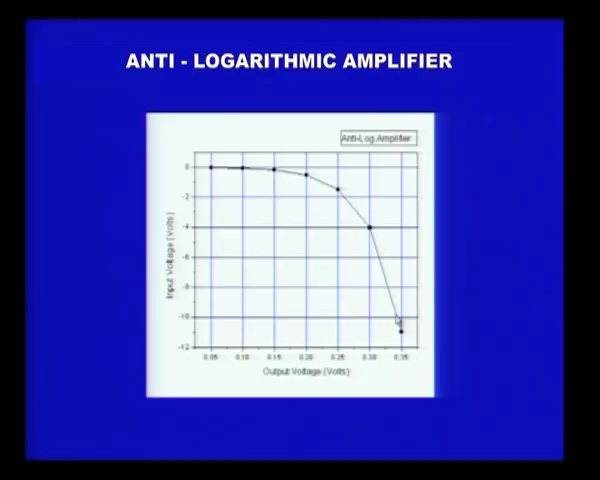 ANTI - LOGARITHMIC AMPLIFIER
Anti-Log Amplifier
0
-2
-4
-6
-8
-10
-12
Input Voltage (Volts)
0.05 0.10 0.15 0.20 0.25 0.30 0.35
Output Voltage (Volts)